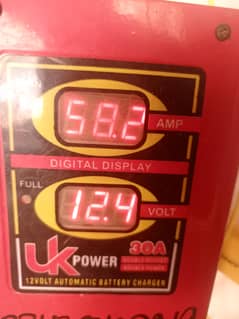 58.2 AMP
DIGITAL DISPLAY
FULL
12.4 VOLT
UK POWER 30A
12VOLT AUTOMATIC BATTERY CHARGER